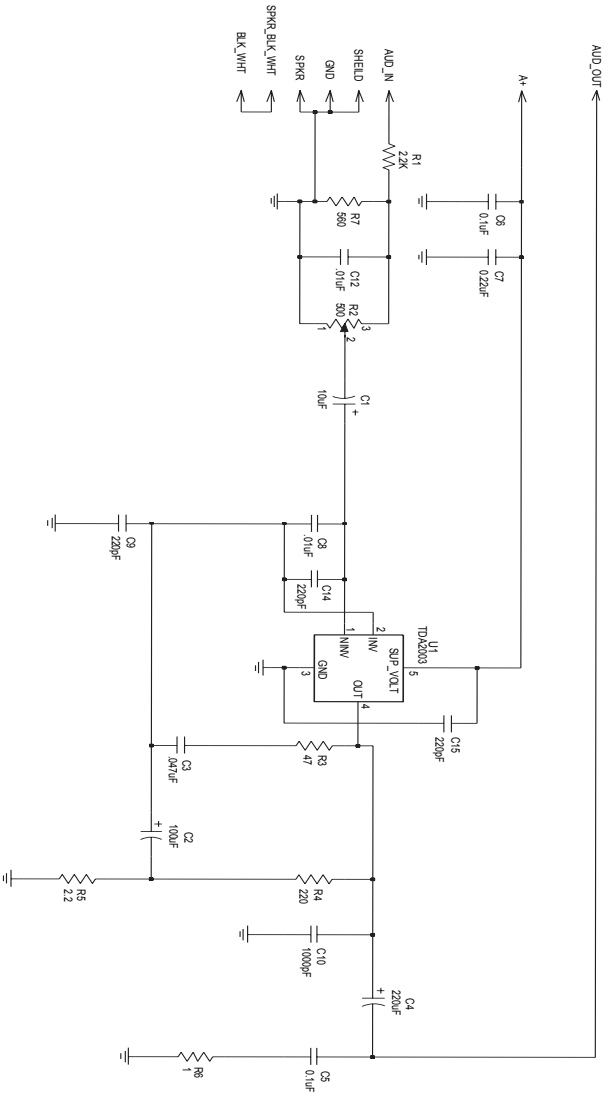 AUD_OUT
A+
C6
0.1uF
C7
0.22uF
AUD_IN
SHEILD
GND
SPKR
SPKR_BLK_WHT
BLK_WHT
R1
2.2K
R7
560
C12
.01uF
R2
500
1
2
3
C1
10uF
+
C8
.01uF
C14
220pF
C9
220pF
U1
TDA2003
SUP_VOLT
5
INV
2
NINV
1
GND
3
OUT
4
C15
220pF
R3
47
C3
.047uF
C2
100uF
+
R4
220
R5
2.2
C10
1000pF
C4
220uF
+
C5
0.1uF
R6
1